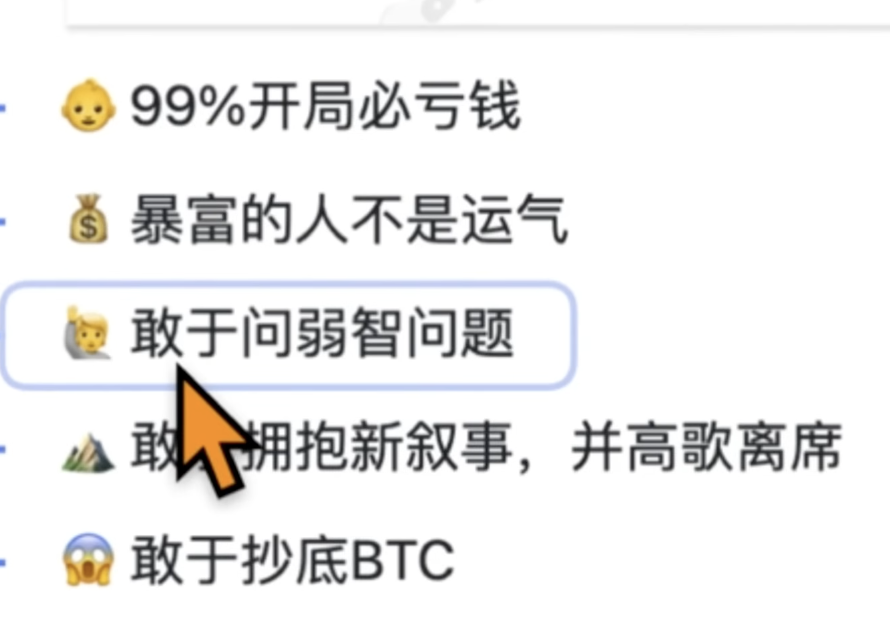 👶 99%开局必亏钱
💰 暴富的人不是运气
🙋 敢于问弱智问题
⛰️ 敢 拥抱新叙事，并高歌离席
😱 敢于抄底BTC